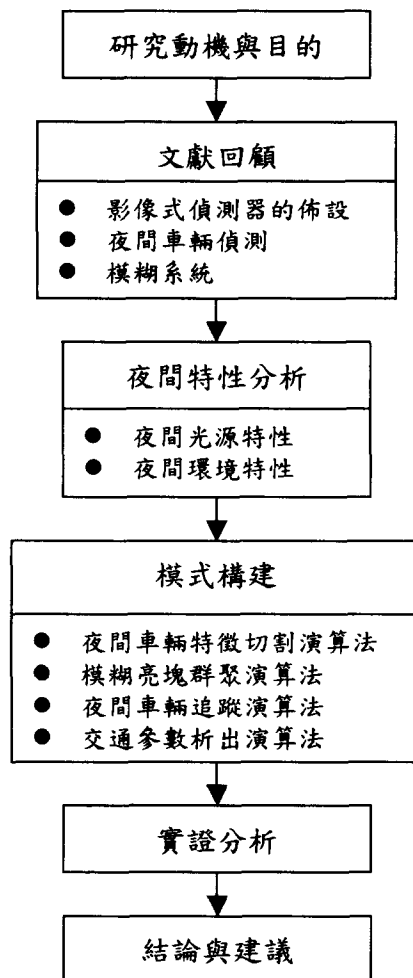 研究動機與目的
文獻回顧
● 影像式偵測器的佈設
● 夜間車輛偵測
● 模糊系統
夜間特性分析
● 夜間光源特性
● 夜間環境特性
模式構建
● 夜間車輛特徵切割演算法
● 模糊亮塊群聚演算法
● 夜間車輛追蹤演算法
● 交通參數析出演算法
實證分析
結論與建議